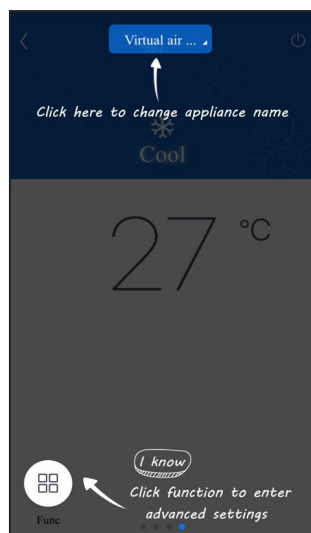 Virtual air ...
Click here to change appliance name
Cool
27 °C
I know
Click function to enter
advanced settings
Func